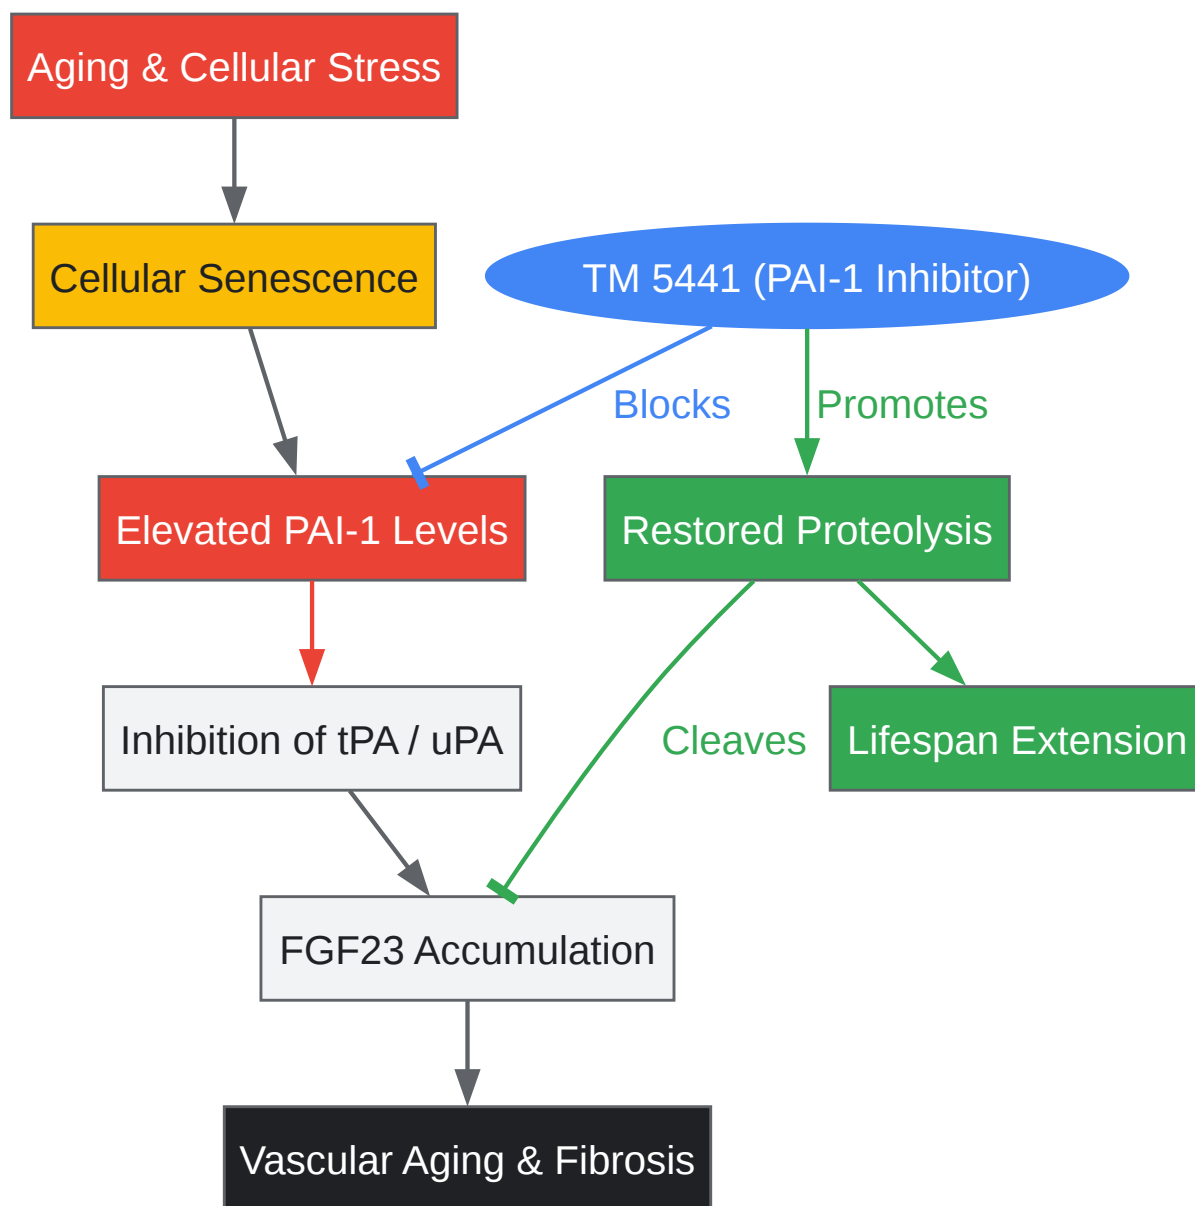 Aging & Cellular Stress
Cellular Senescence
TM 5441 (PAI-1 Inhibitor)
Blocks
Promotes
Elevated PAI-1 Levels
Restored Proteolysis
Inhibition of tPA / uPA
Cleaves
Lifespan Extension
FGF23 Accumulation
Vascular Aging & Fibrosis